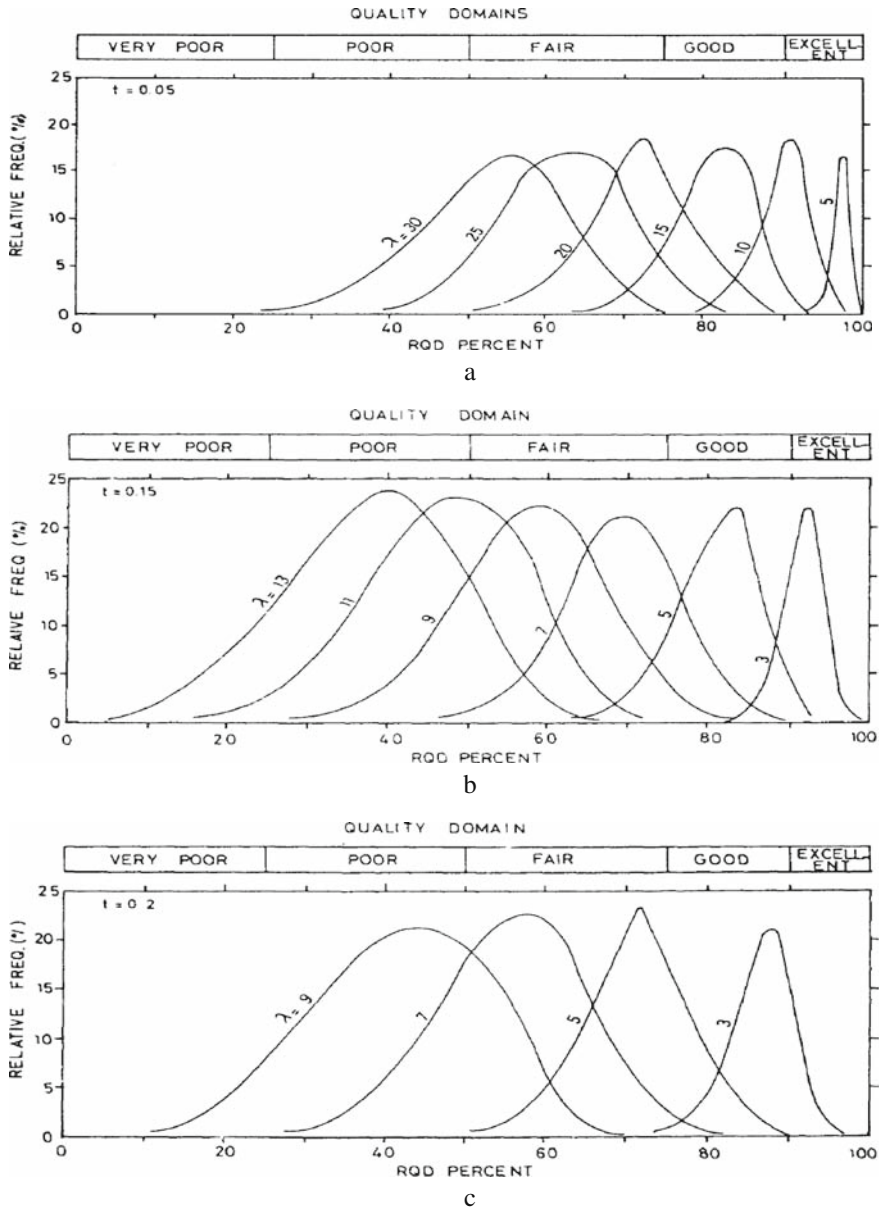 QUALITY DOMAINS
VERY POOR POOR FAIR GOOD EXCELL-
ENT
25
t = 0.05
20
15
10
5
0
RELATIVE FREQ.(%)
λ = 30
25
20
15
10
5
0 20 40 60 80 100
RQD PERCENT
a
QUALITY DOMAIN
VERY POOR POOR FAIR GOOD EXCELL-
ENT
25
t = 0.15
20
15
10
5
0
RELAIVE FREQ (%)
λ = 13
11
9
7
5
3
0 20 40 60 80 100
RQD PERCENT
b
QUALITY DOMAIN
VERY POOR POOR FAIR GOOD EXCELL-
ENT
25
t = 0 2
20
15
10
5
0
RELATIVE FREQ.(%)
λ = 9
7
5
3
0 20 40 60 80 100
RQD PERCENT
c